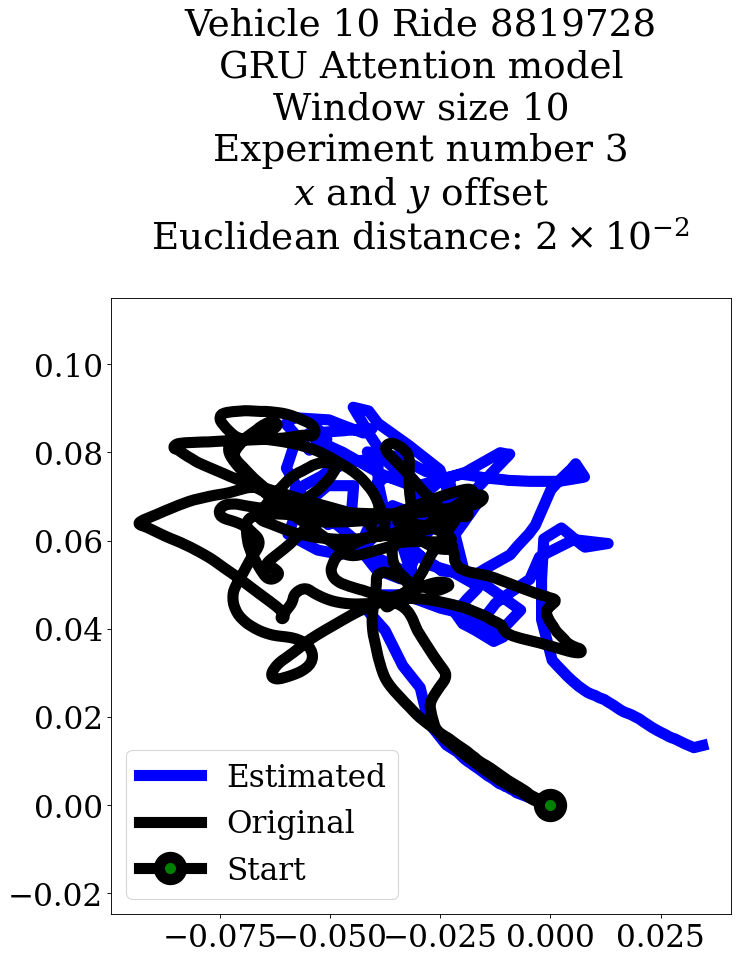 Vehicle 10 Ride 8819728
GRU Attention model
Window size 10
Experiment number 3
x and y offset
Euclidean distance: 2 × 10⁻²
0.10
0.08
0.06
0.04
0.02
0.00
−0.02
Estimated
Original
Start
−0.075 −0.050 −0.025 0.000 0.025